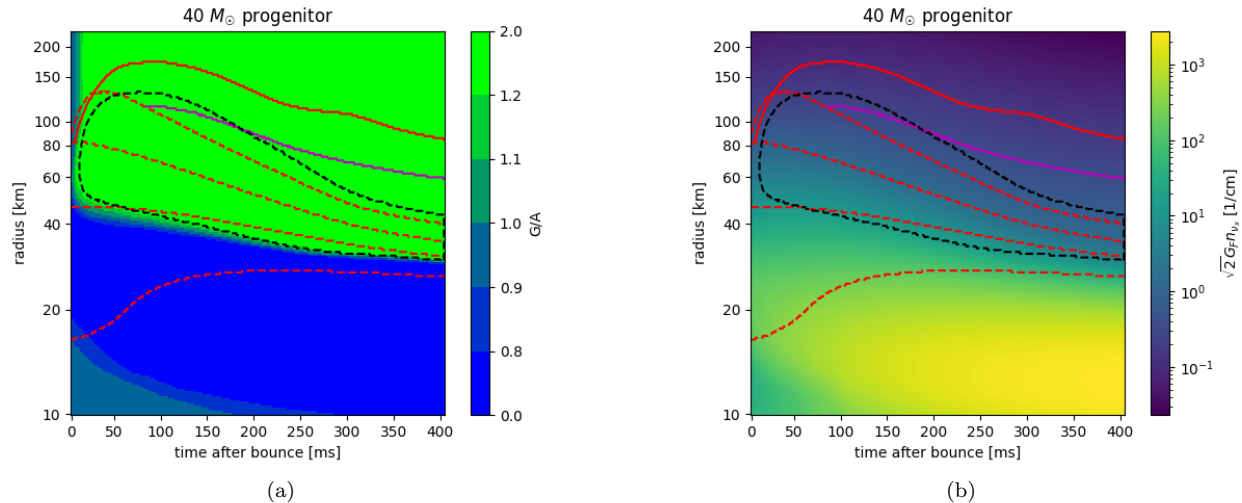 40 M⊙ progenitor
radius [km]
200
150
100
80
60
40
20
10
0 50 100 150 200 250 300 350 400
time after bounce [ms]
2.0
1.2
1.1
1.0
0.9
0.8
0.0
G/A
(a)
40 M⊙ progenitor
radius [km]
200
150
100
80
60
40
20
10
0 50 100 150 200 250 300 350 400
time after bounce [ms]
10³
10²
10¹
10⁰
10⁻¹
√2 G_F n_{ν_x} [1/cm]
(b)